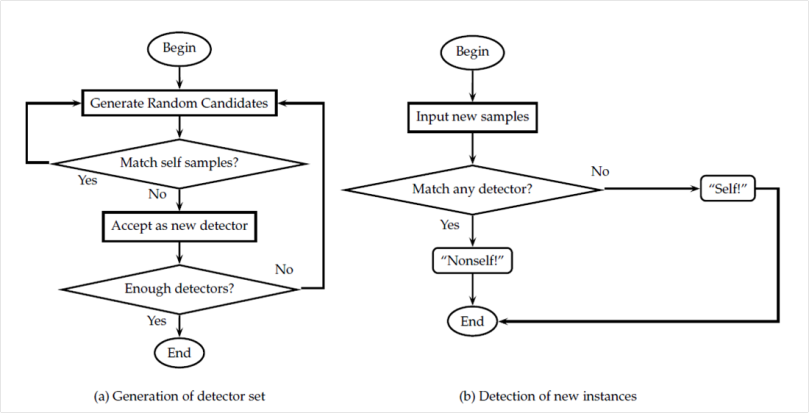 Begin
Generate Random Candidates
Match self samples?
Yes
No
Accept as new detector
No
Enough detectors?
Yes
End
(a) Generation of detector set
Begin
Input new samples
No
Match any detector?
"Self!"
Yes
"Nonself!"
End
(b) Detection of new instances